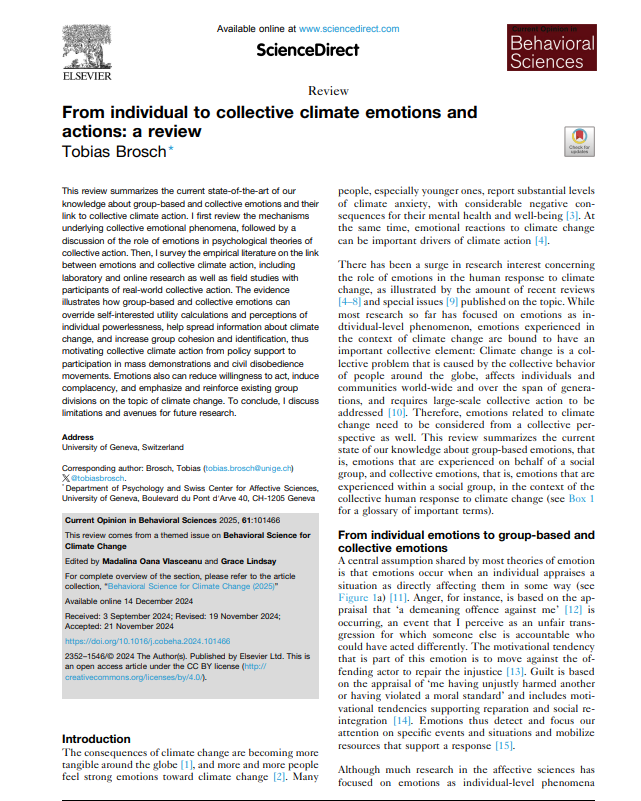 Available online at www.sciencedirect.com
ScienceDirect
ELSEVIER
Current Opinion in
Behavioral
Sciences
Review
From individual to collective climate emotions and
actions: a review
Tobias Brosch*
Check for
updates
This review summarizes the current state-of-the-art of our
knowledge about group-based and collective emotions and their
link to collective climate action. I first review the mechanisms
underlying collective emotional phenomena, followed by a
discussion of the role of emotions in psychological theories of
collective action. Then, I survey the empirical literature on the link
between emotions and collective climate action, including
laboratory and online research as well as field studies with
participants of real-world collective action. The evidence
illustrates how group-based and collective emotions can
override self-interested utility calculations and perceptions of
individual powerlessness, help spread information about climate
change, and increase group cohesion and identification, thus
motivating collective climate action from policy support to
participation in mass demonstrations and civil disobedience
movements. Emotions also can reduce willingness to act, induce
complacency, and emphasize and reinforce existing group
divisions on the topic of climate change. To conclude, I discuss
limitations and avenues for future research.
Address
University of Geneva, Switzerland
Corresponding author: Brosch, Tobias (tobias.brosch@unige.ch)
X @tobiasbrosch.
* Department of Psychology and Swiss Center for Affective Sciences,
University of Geneva, Boulevard du Pont d'Arve 40, CH-1205 Geneva
Current Opinion in Behavioral Sciences 2025, 61:101466
This review comes from a themed issue on Behavioral Science for
Climate Change
Edited by Madalina Oana Vlasceanu and Grace Lindsay
For complete overview of the section, please refer to the article
collection, "Behavioral Science for Climate Change (2025)"
Available online 14 December 2024
Received: 3 September 2024; Revised: 19 November 2024;
Accepted: 21 November 2024
https://doi.org/10.1016/j.cobeha.2024.101466
2352–1546/© 2024 The Author(s). Published by Elsevier Ltd. This is
an open access article under the CC BY license (http://
creativecommons.org/licenses/by/4.0/).
Introduction
The consequences of climate change are becoming more
tangible around the globe [1], and more and more people
feel strong emotions toward climate change [2]. Many
people, especially younger ones, report substantial levels
of climate anxiety, with considerable negative con-
sequences for their mental health and well-being [3]. At
the same time, emotional reactions to climate change
can be important drivers of climate action [4].
There has been a surge in research interest concerning
the role of emotions in the human response to climate
change, as illustrated by the amount of recent reviews
[4–8] and special issues [9] published on the topic. While
most research so far has focused on emotions as in-
dividual-level phenomenon, emotions experienced in
the context of climate change are bound to have an
important collective element: Climate change is a col-
lective problem that is caused by the collective behavior
of people around the globe, affects individuals and
communities world-wide and over the span of genera-
tions, and requires large-scale collective action to be
addressed [10]. Therefore, emotions related to climate
change need to be considered from a collective per-
spective as well. This review summarizes the current
state of our knowledge about group-based emotions, that
is, emotions that are experienced on behalf of a social
group, and collective emotions, that is, emotions that are
experienced within a social group, in the context of the
collective human response to climate change (see Box 1
for a glossary of important terms).
From individual emotions to group-based and
collective emotions
A central assumption shared by most theories of emotion
is that emotions occur when an individual appraises a
situation as directly affecting them in some way (see
Figure 1a) [11]. Anger, for instance, is based on the ap-
praisal that 'a demeaning offence against me' [12] is
occurring, an event that I perceive as an unfair trans-
gression for which someone else is accountable who
could have acted differently. The motivational tendency
that is part of this emotion is to move against the of-
fending actor to repair the injustice [13]. Guilt is based
on the appraisal of 'me having unjustly harmed another
or having violated a moral standard' and includes moti-
vational tendencies supporting reparation and social re-
integration [14]. Emotions thus detect and focus our
attention on specific events and situations and mobilize
resources that support a response [15].
Although much research in the affective sciences has
focused on emotions as individual-level phenomena